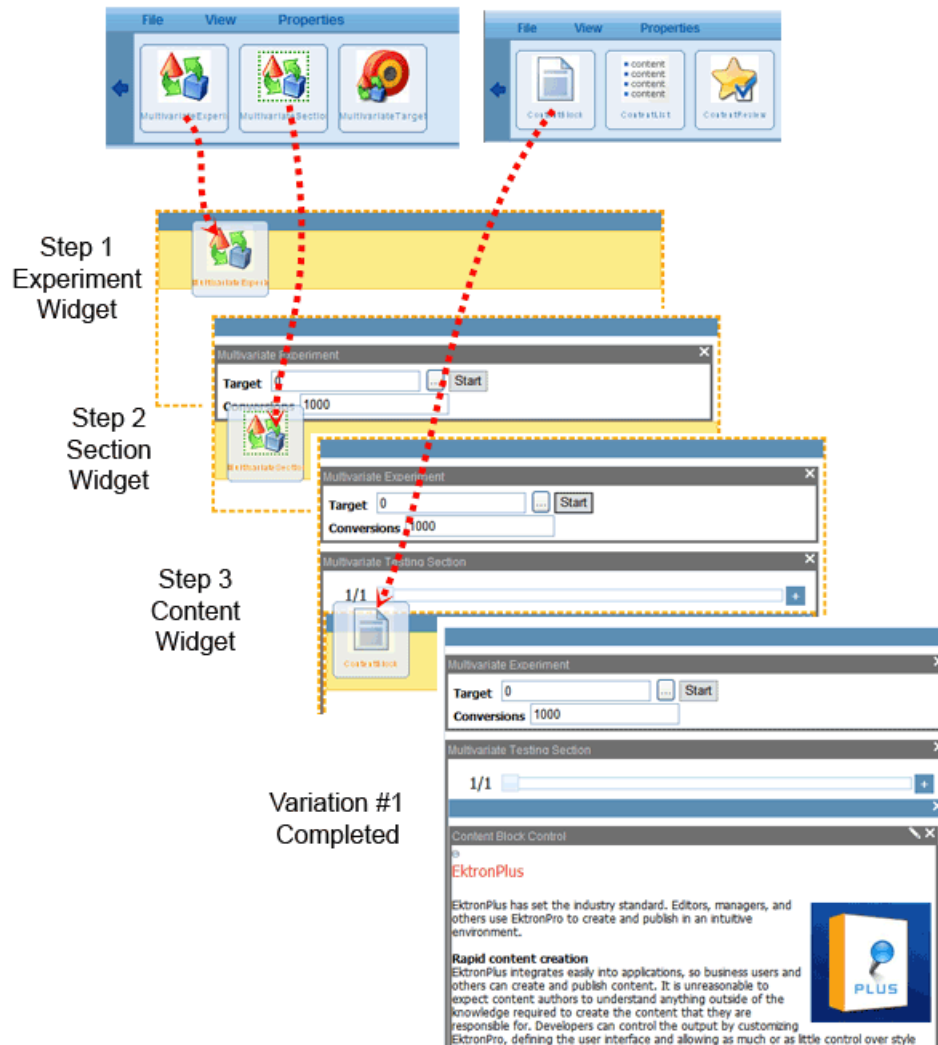 File View Properties
MultivariateExperi MultivariateSectio MultivariateTarget
File View Properties
content
content
content
content
ContentBlock ContentList ContentReview
Step 1
Experiment
Widget
MultivariateExperi
Multivariate Experiment
Target 0 ... Start
Conversions 1000
Step 2
Section
Widget
MultivariateSectio
Multivariate Experiment
Target 0 ... Start
Conversions 1000
Multivariate Testing Section
1/1 +
Step 3
Content
Widget
ContentBlock
Multivariate Experiment
Target 0 ... Start
Conversions 1000
Multivariate Testing Section
1/1 +
Variation #1
Completed
Content Block Control
EktronPlus
EktronPlus has set the industry standard. Editors, managers, and
others use EktronPro to create and publish in an intuitive
environment.
PLUS
Rapid content creation
EktronPlus integrates easily into applications, so business users and
others can create and publish content. It is unreasonable to
expect content authors to understand anything outside of the
knowledge required to create the content that they are
responsible for. Developers can control the output by customizing
EktronPro, defining the user interface and allowing as much or as little control over style